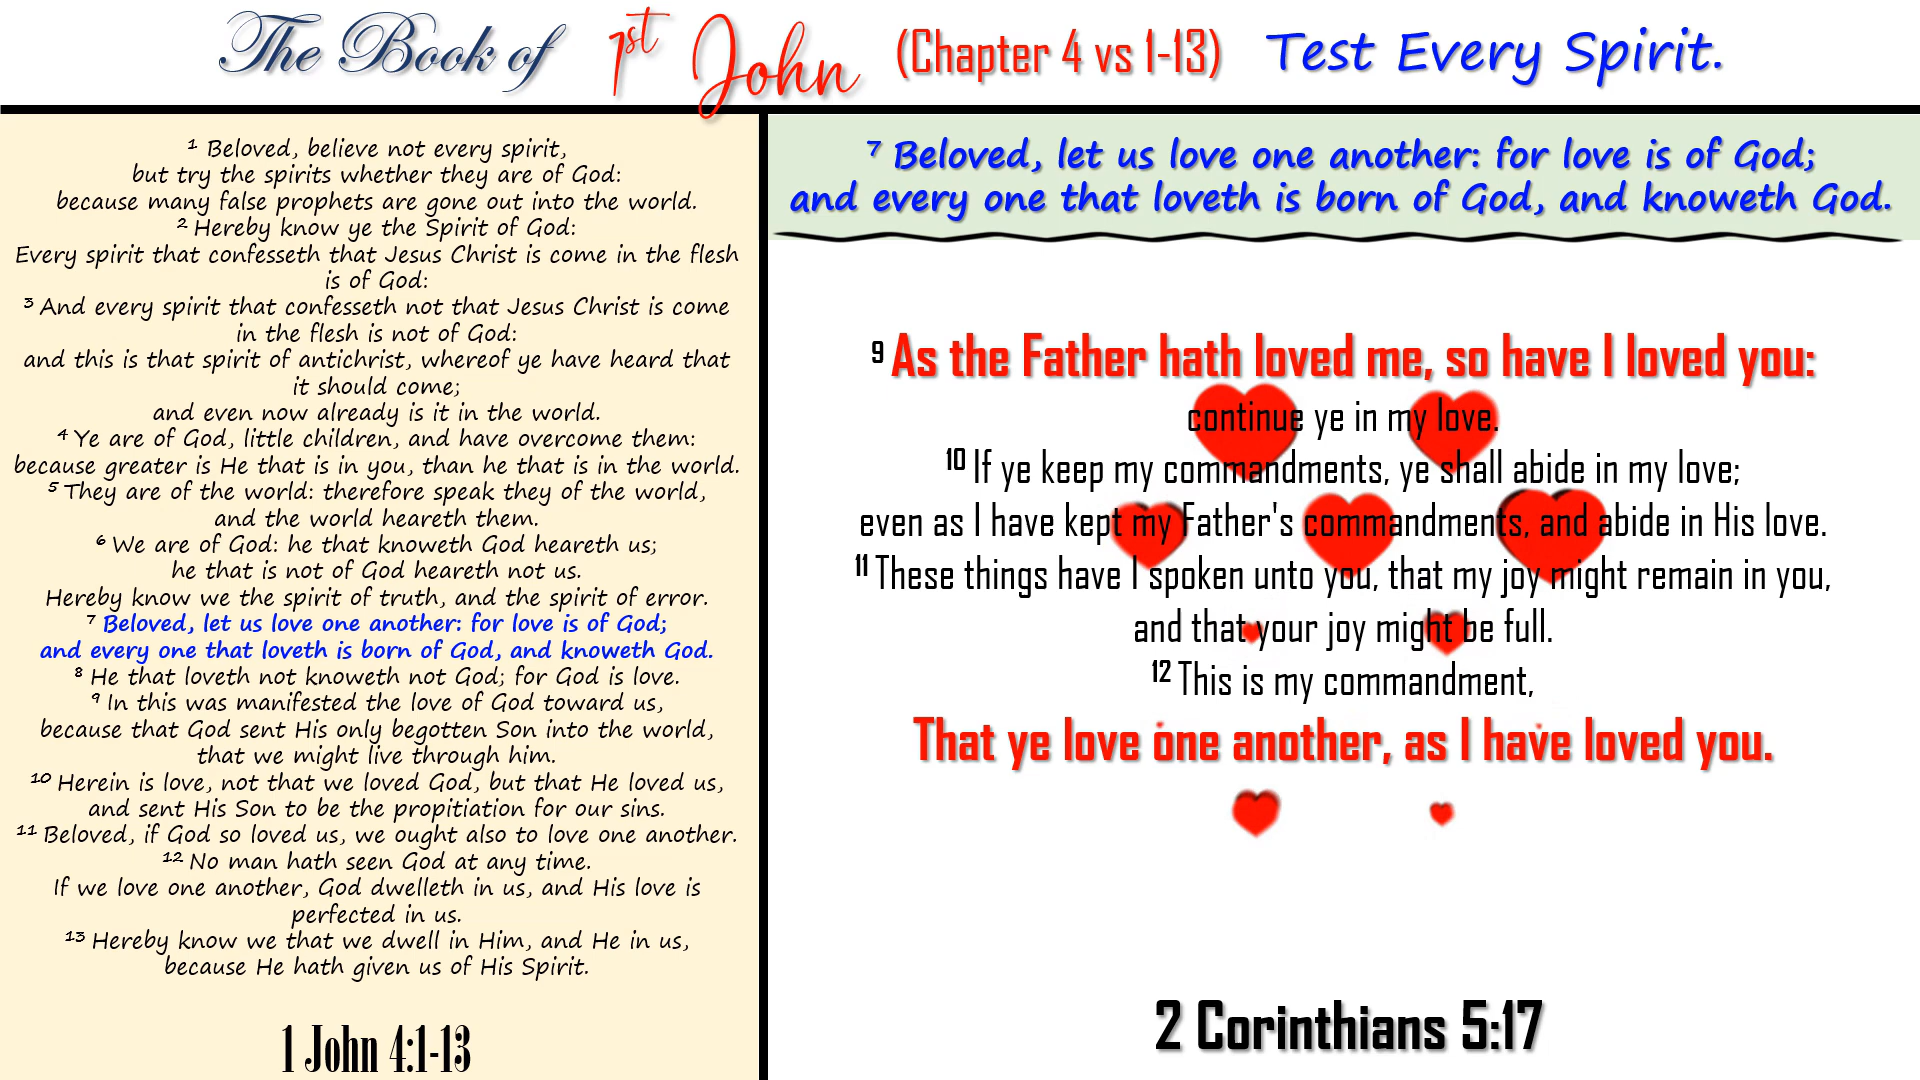 The Book of 1st John (Chapter 4 vs 1-13) Test Every Spirit.
1 Beloved, believe not every spirit,
but try the spirits whether they are of God:
because many false prophets are gone out into the world.
2 Hereby know ye the Spirit of God:
Every spirit that confesseth that Jesus Christ is come in the flesh
is of God:
3 And every spirit that confesseth not that Jesus Christ is come
in the flesh is not of God:
and this is that spirit of antichrist, whereof ye have heard that
it should come;
and even now already is it in the world.
4 Ye are of God, little children, and have overcome them:
because greater is He that is in you, than he that is in the world.
5 They are of the world: therefore speak they of the world,
and the world heareth them.
6 We are of God: he that knoweth God heareth us;
he that is not of God heareth not us.
Hereby know we the spirit of truth, and the spirit of error.
7 Beloved, let us love one another: for love is of God;
and every one that loveth is born of God, and knoweth God.
8 He that loveth not knoweth not God; for God is love.
9 In this was manifested the love of God toward us,
because that God sent His only begotten Son into the world,
that we might live through him.
10 Herein is love, not that we loved God, but that He loved us,
and sent His Son to be the propitiation for our sins.
11 Beloved, if God so loved us, we ought also to love one another.
12 No man hath seen God at any time.
If we love one another, God dwelleth in us, and His love is
perfected in us.
13 Hereby know we that we dwell in Him, and He in us,
because He hath given us of His Spirit.
1 John 4:1-13
7 Beloved, let us love one another: for love is of God;
and every one that loveth is born of God, and knoweth God.
9 As the Father hath loved me, so have I loved you:
continue ye in my love.
10 If ye keep my commandments, ye shall abide in my love;
even as I have kept my Father's commandments, and abide in His love.
11 These things have I spoken unto you, that my joy might remain in you,
and that your joy might be full.
12 This is my commandment,
That ye love one another, as I have loved you.
2 Corinthians 5:17